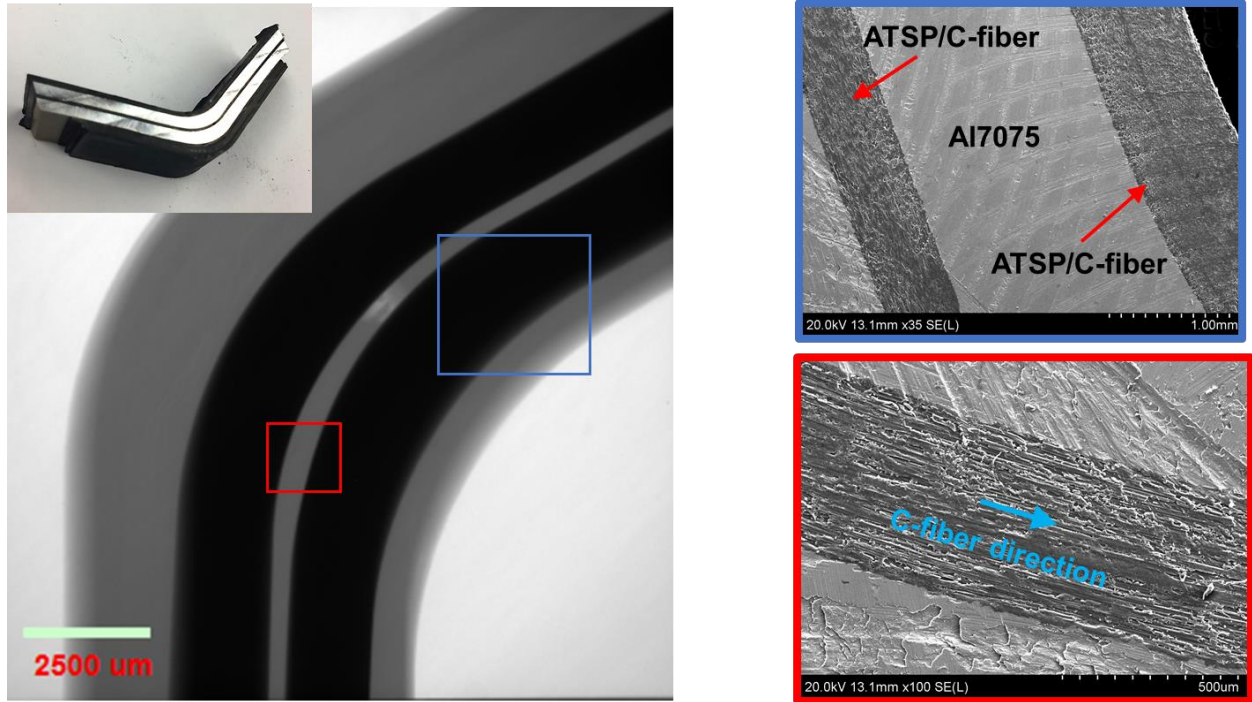 2500 um
ATSP/C-fiber
Al7075
ATSP/C-fiber
20.0kV 13.1mm x35 SE(L) 1.00mm
C-fiber direction
20.0kV 13.1mm x100 SE(L) 500um